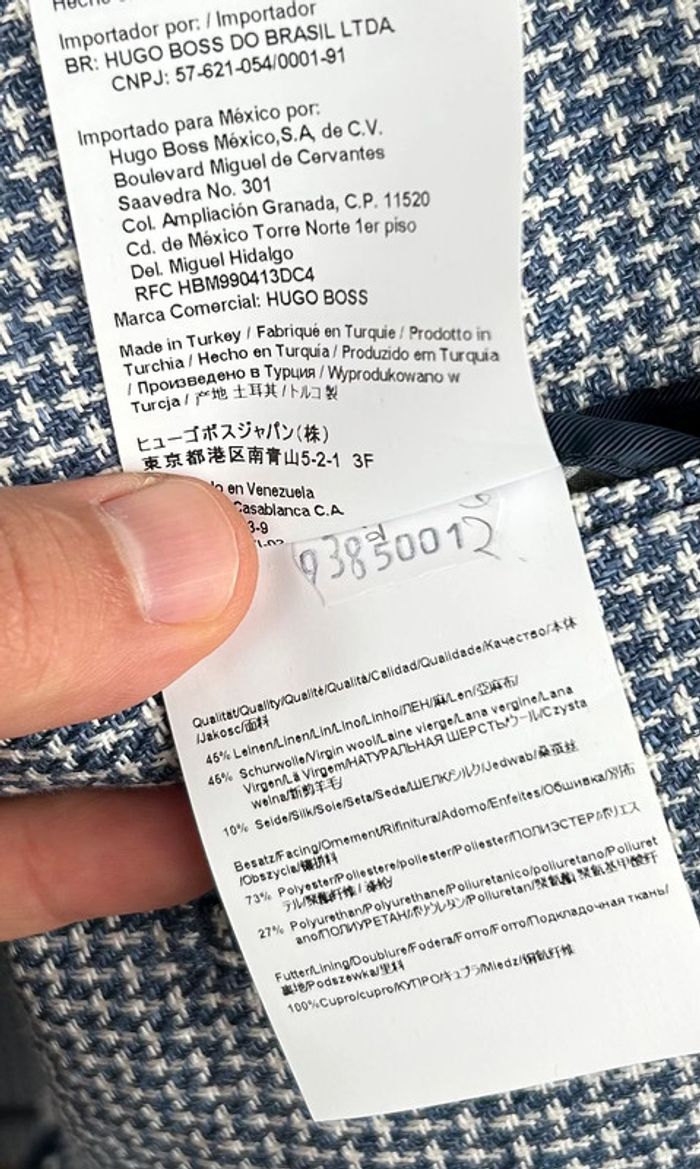 Importador por: / Importador
BR: HUGO BOSS DO BRASIL LTDA
CNPJ: 57-621-054/0001-91
Importado para México por:
Hugo Boss México,S.A, de C.V.
Boulevard Miguel de Cervantes
Saavedra No. 301
Col. Ampliación Granada, C.P. 11520
Cd. de México Torre Norte 1er piso
Del. Miguel Hidalgo
RFC HBM990413DC4
Marca Comercial: HUGO BOSS
Made in Turkey / Fabriqué en Turquie / Prodotto in
Turchia / Hecho en Turquía / Produzido em Turquia
/ Произведено в Турция / Wyprodukowano w
Turcja / 产地 土耳其 / トルコ製
ヒューゴボスジャパン(株)
東京都港区南青山5-2-1 3F
en Venezuela
Casablanca C.A.
3-9
Qualität/Quality/Qualité/Qualità/Calidad/Qualidade/Качество/本体
/Jakosc/面料
45% Leinen/Linen/Lin/Lino/Linho/ЛЕН/麻/Len/亞麻布/
45% Schurwolle/Virgin wool/Laine vierge/Lana vergine/Lana
Virgen/Lã Virgem/НАТУРАЛЬНАЯ ШЕРСТЬ/ウール/Czysta
welna/新剪羊毛/
10% Seide/Silk/Soie/Seta/Seda/ШЕЛК/シルク/Jedwab/桑蚕丝
Besatz/Facing/Ornement/Rifinitura/Adorno/Enfeites/Обшивка/別布
/Obszycia/镶拼料
73% Polyester/Poliestere/poliester/Poliester/ПОЛИЭСТЕР/ポリエス
テル/聚酯纤维 / 滌綸/
27% Polyurethan/Polyurethane/Poliuretanico/poliuretano/Poliuret
ano/ПОЛИУРЕТАН/ポリウレタン/Poliuretan/聚氨酯 聚氨基甲酸纤
Futter/Lining/Doublure/Fodera/Forro/Forro/Подкладочная ткань/
裏地/Podszewka/里料
100%Cupro/cupro/КУПРО/キュプラ/Miedz/铜氨纤维